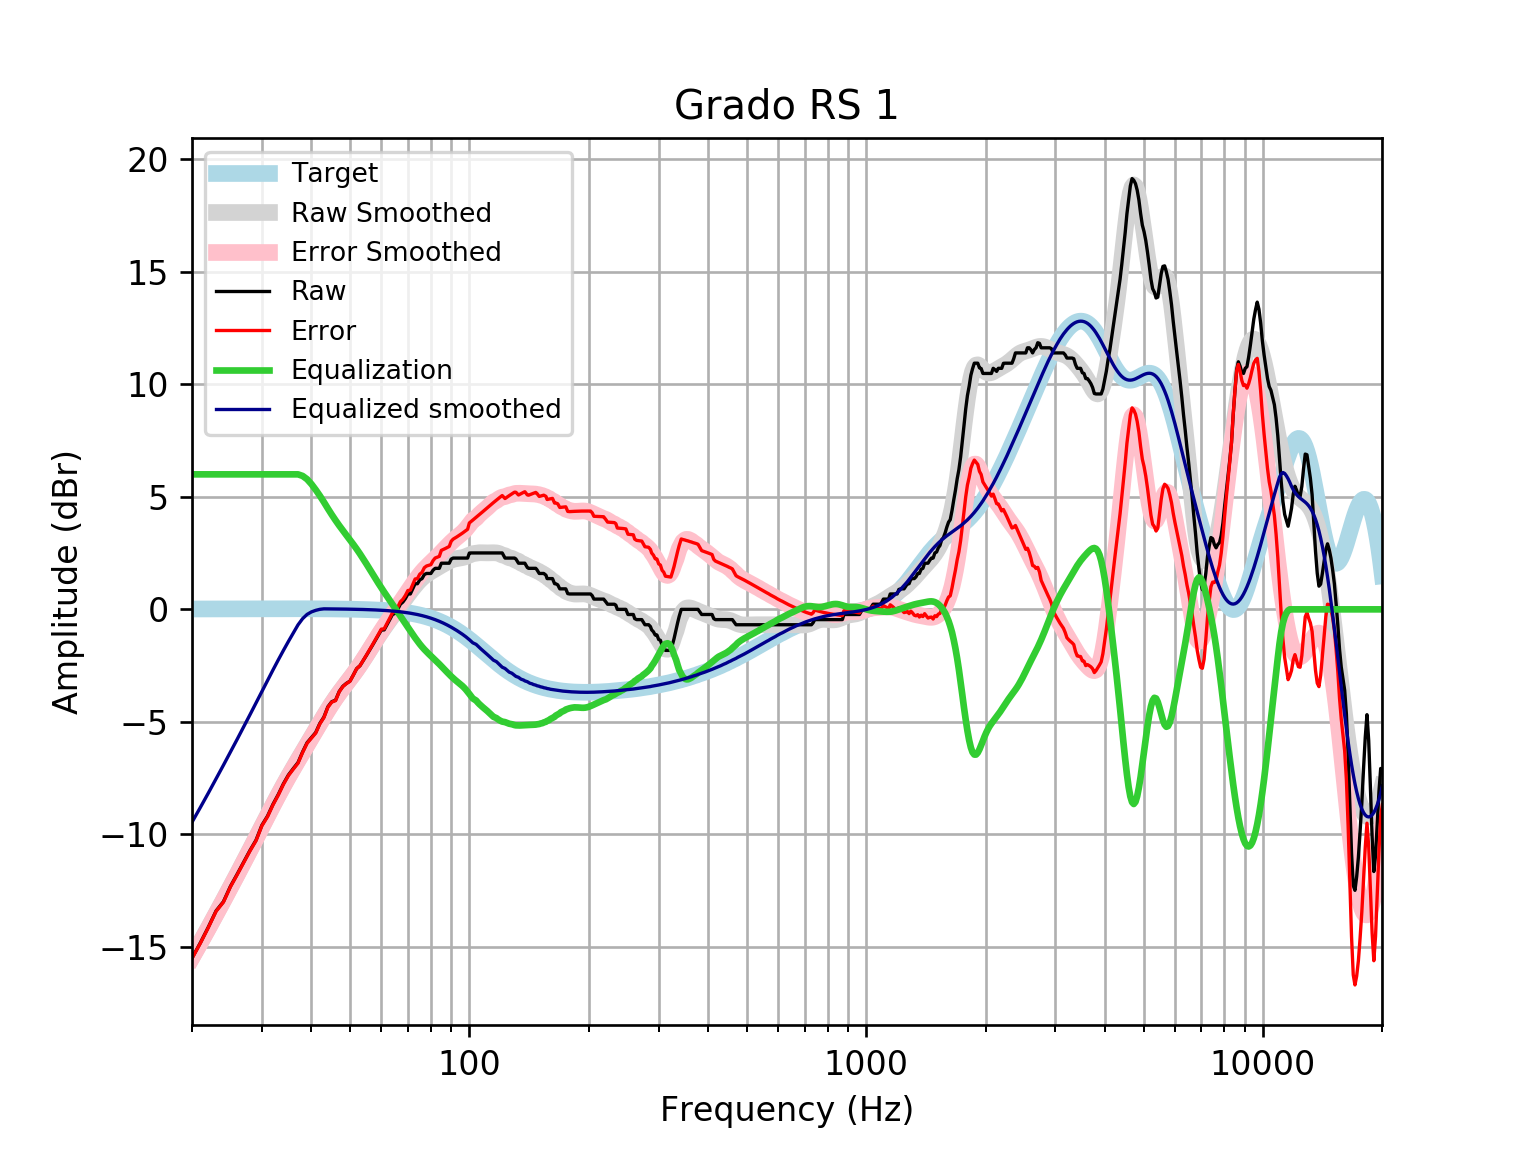 Grado RS 1
20
15
10
5
0
−5
−10
−15
Amplitude (dBr)
Target
Raw Smoothed
Error Smoothed
Raw
Error
Equalization
Equalized smoothed
100
1000
10000
Frequency (Hz)